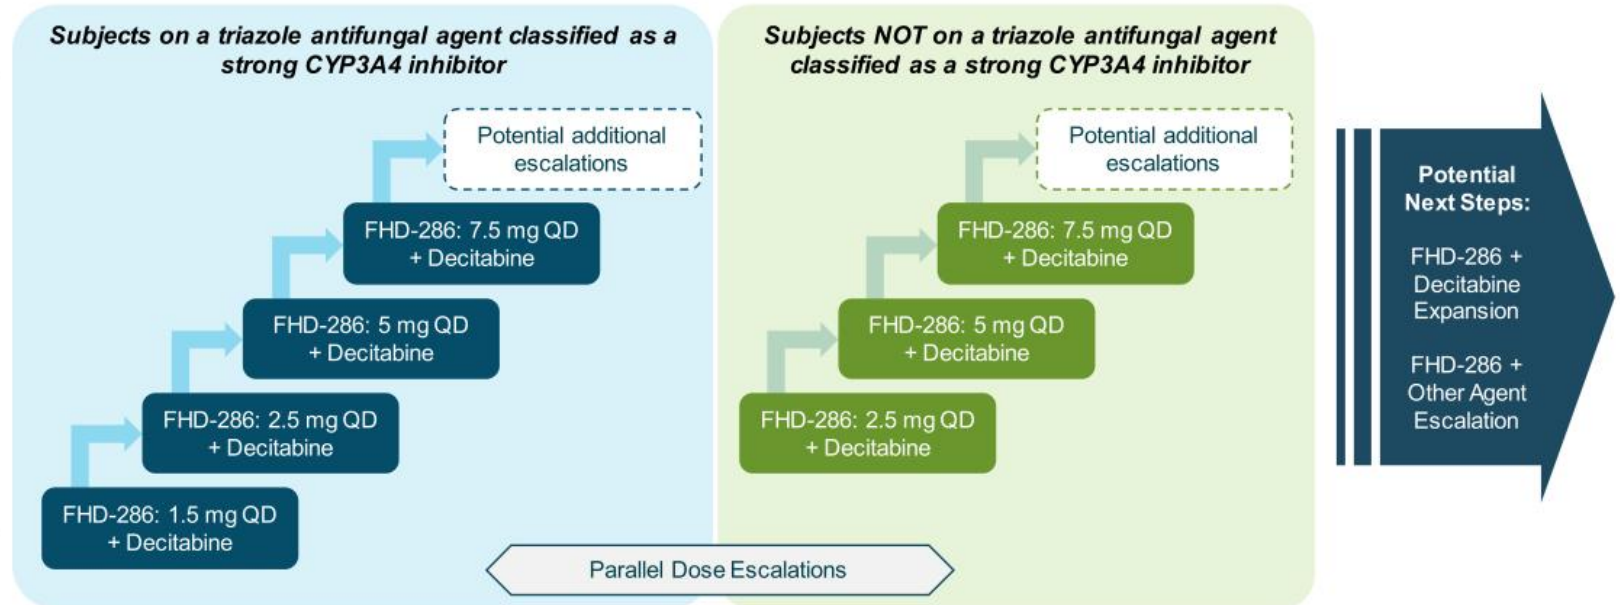 Subjects on a triazole antifungal agent classified as a
strong CYP3A4 inhibitor
Potential additional
escalations
FHD-286: 7.5 mg QD
+ Decitabine
FHD-286: 5 mg QD
+ Decitabine
FHD-286: 2.5 mg QD
+ Decitabine
FHD-286: 1.5 mg QD
+ Decitabine
Subjects NOT on a triazole antifungal agent
classified as a strong CYP3A4 inhibitor
Potential additional
escalations
FHD-286: 7.5 mg QD
+ Decitabine
FHD-286: 5 mg QD
+ Decitabine
FHD-286: 2.5 mg QD
+ Decitabine
Parallel Dose Escalations
Potential
Next Steps:
FHD-286 +
Decitabine
Expansion
FHD-286 +
Other Agent
Escalation